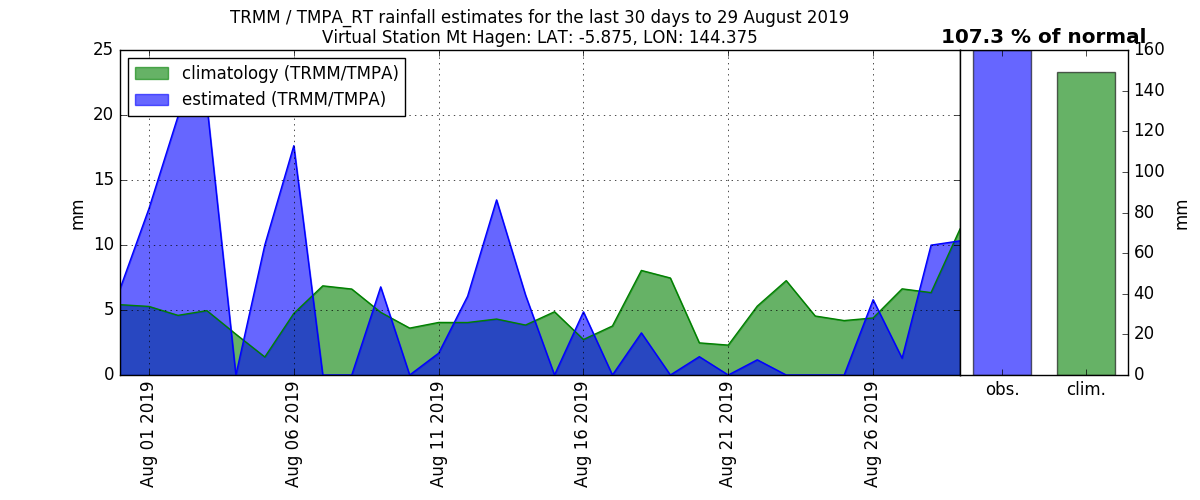 TRMM / TMPA_RT rainfall estimates for the last 30 days to 29 August 2019
Virtual Station Mt Hagen: LAT: -5.875, LON: 144.375
107.3 % of normal
climatology (TRMM/TMPA)
estimated (TRMM/TMPA)
25
20
15
10
5
0
mm
Aug 01 2019
Aug 06 2019
Aug 11 2019
Aug 16 2019
Aug 21 2019
Aug 26 2019
obs.
clim.
160
140
120
100
80
60
40
20
0
mm